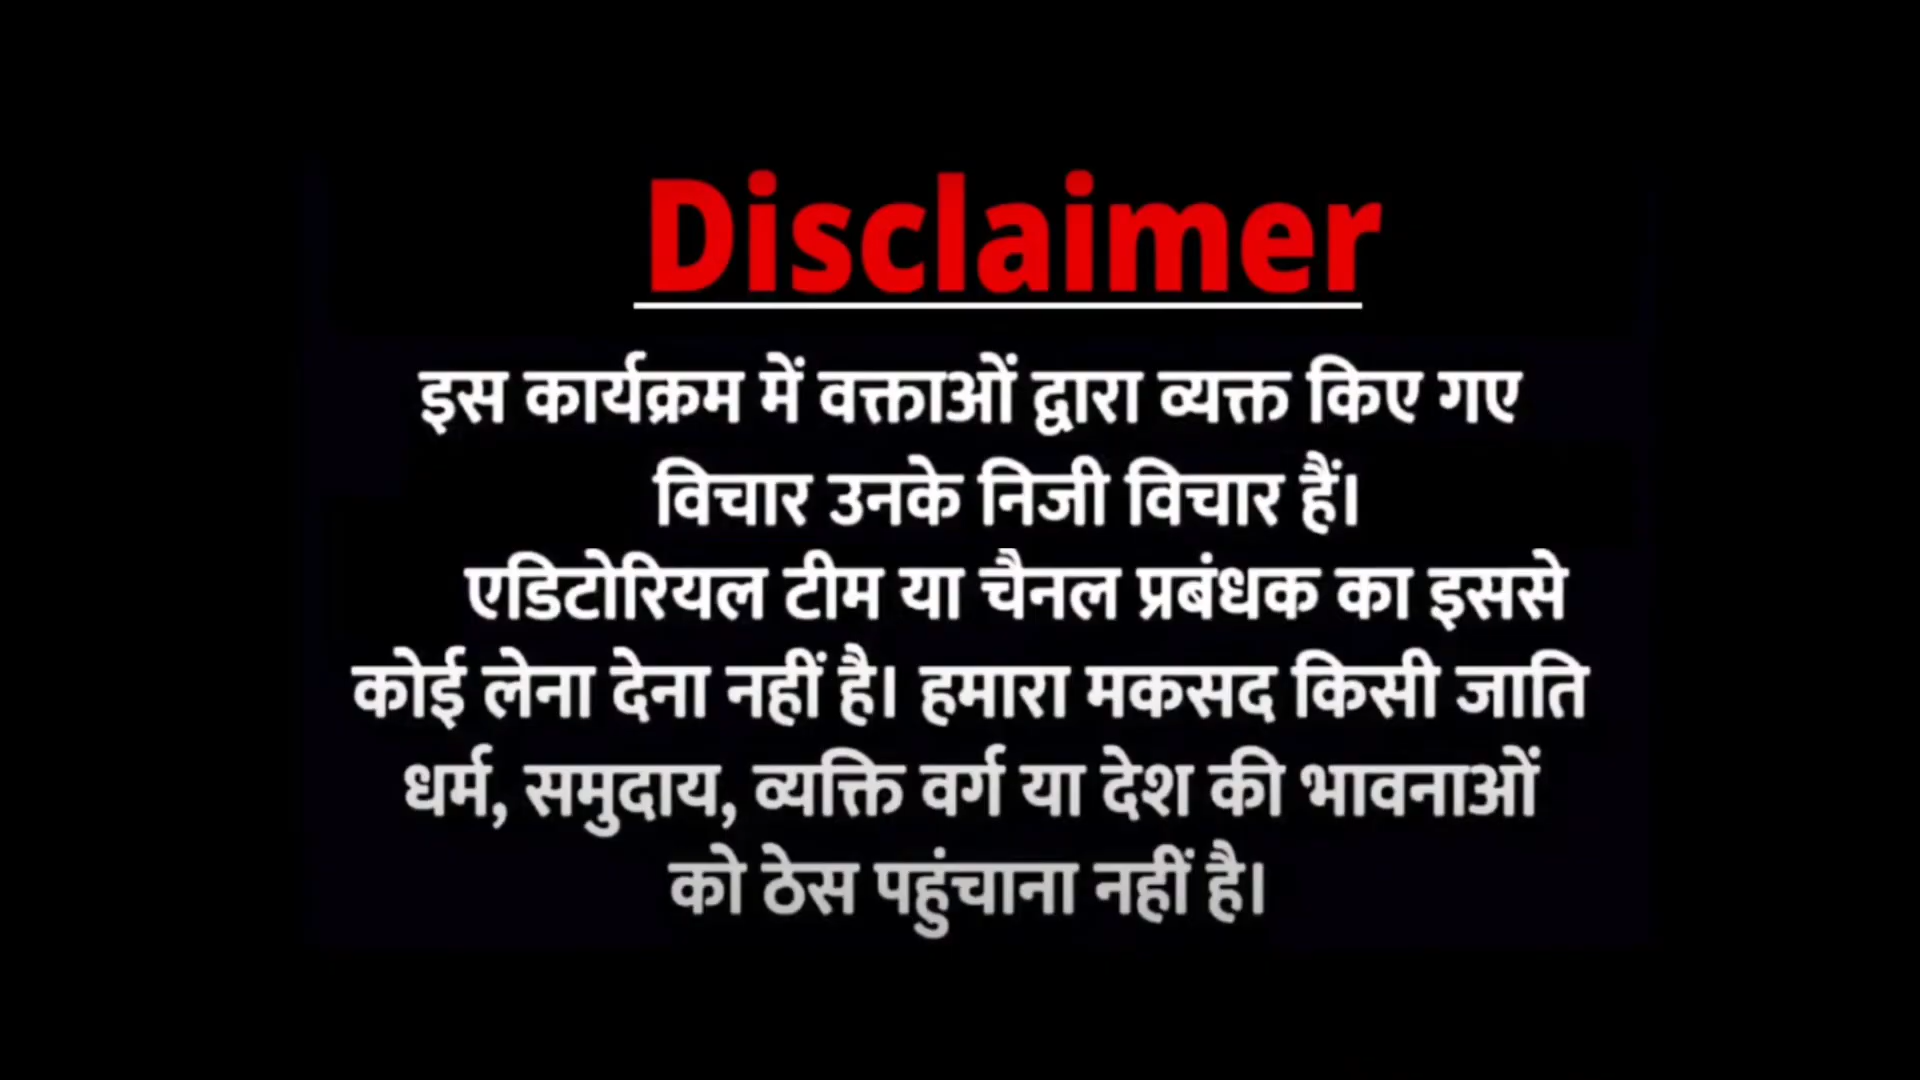 Disclaimer
इस कार्यक्रम में वक्ताओं द्वारा व्यक्त किए गए
विचार उनके निजी विचार हैं।
एडिटोरियल टीम या चैनल प्रबंधक का इससे
कोई लेना देना नहीं है। हमारा मकसद किसी जाति
धर्म, समुदाय, व्यक्ति वर्ग या देश की भावनाओं
को ठेस पहुंचाना नहीं है।